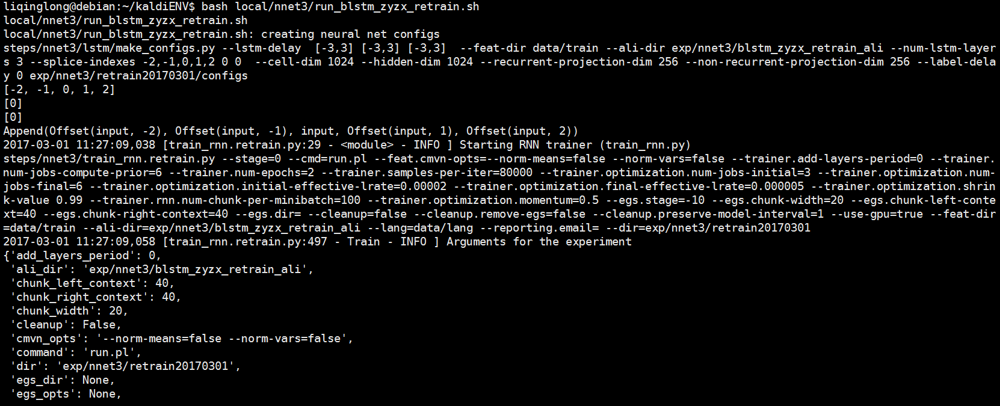 liqinglong@debian:~/kaldiENV$ bash local/nnet3/run_blstm_zyzx_retrain.sh
local/nnet3/run_blstm_zyzx_retrain.sh
local/nnet3/run_blstm_zyzx_retrain.sh: creating neural net configs
steps/nnet3/lstm/make_configs.py --lstm-delay  [-3,3] [-3,3] [-3,3]  --feat-dir data/train --ali-dir exp/nnet3/blstm_zyzx_retrain_ali --num-lstm-layer
s 3 --splice-indexes -2,-1,0,1,2 0 0  --cell-dim 1024 --hidden-dim 1024 --recurrent-projection-dim 256 --non-recurrent-projection-dim 256 --label-dela
y 0 exp/nnet3/retrain20170301/configs
[-2, -1, 0, 1, 2]
[0]
[0]
Append(Offset(input, -2), Offset(input, -1), input, Offset(input, 1), Offset(input, 2))
2017-03-01 11:27:09,038 [train_rnn.retrain.py:29 - <module> - INFO ] Starting RNN trainer (train_rnn.py)
steps/nnet3/train_rnn.retrain.py --stage=0 --cmd=run.pl --feat.cmvn-opts=--norm-means=false --norm-vars=false --trainer.add-layers-period=0 --trainer.
num-jobs-compute-prior=6 --trainer.num-epochs=2 --trainer.samples-per-iter=80000 --trainer.optimization.num-jobs-initial=3 --trainer.optimization.num-
jobs-final=6 --trainer.optimization.initial-effective-lrate=0.00002 --trainer.optimization.final-effective-lrate=0.000005 --trainer.optimization.shrin
k-value 0.99 --trainer.rnn.num-chunk-per-minibatch=100 --trainer.optimization.momentum=0.5 --egs.stage=-10 --egs.chunk-width=20 --egs.chunk-left-conte
xt=40 --egs.chunk-right-context=40 --egs.dir= --cleanup=false --cleanup.remove-egs=false --cleanup.preserve-model-interval=1 --use-gpu=true --feat-dir
=data/train --ali-dir=exp/nnet3/blstm_zyzx_retrain_ali --lang=data/lang --reporting.email= --dir=exp/nnet3/retrain20170301
2017-03-01 11:27:09,058 [train_rnn.retrain.py:497 - Train - INFO ] Arguments for the experiment
{'add_layers_period': 0,
 'ali_dir': 'exp/nnet3/blstm_zyzx_retrain_ali',
 'chunk_left_context': 40,
 'chunk_right_context': 40,
 'chunk_width': 20,
 'cleanup': False,
 'cmvn_opts': '--norm-means=false --norm-vars=false',
 'command': 'run.pl',
 'dir': 'exp/nnet3/retrain20170301',
 'egs_dir': None,
 'egs_opts': None,